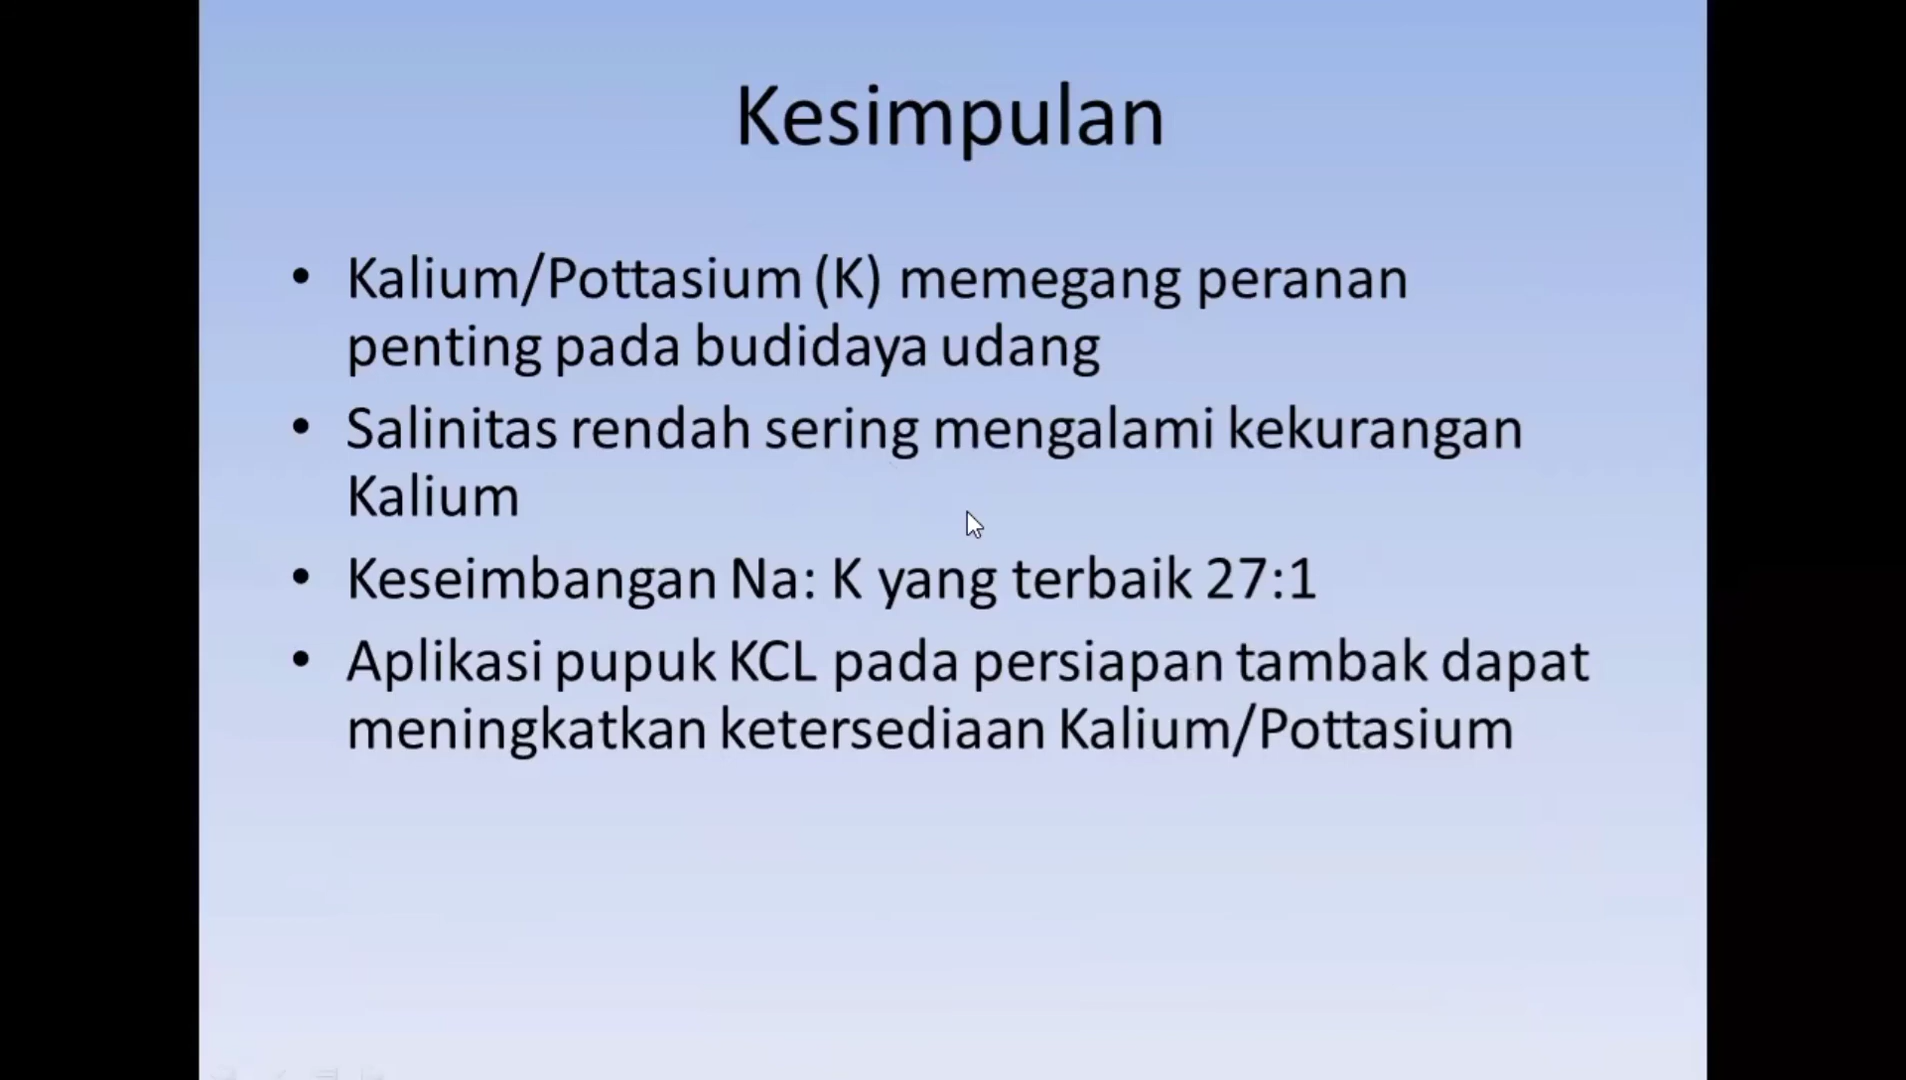 Kesimpulan
• Kalium/Pottasium (K) memegang peranan
penting pada budidaya udang
• Salinitas rendah sering mengalami kekurangan
Kalium
• Keseimbangan Na: K yang terbaik 27:1
• Aplikasi pupuk KCL pada persiapan tambak dapat
meningkatkan ketersediaan Kalium/Pottasium